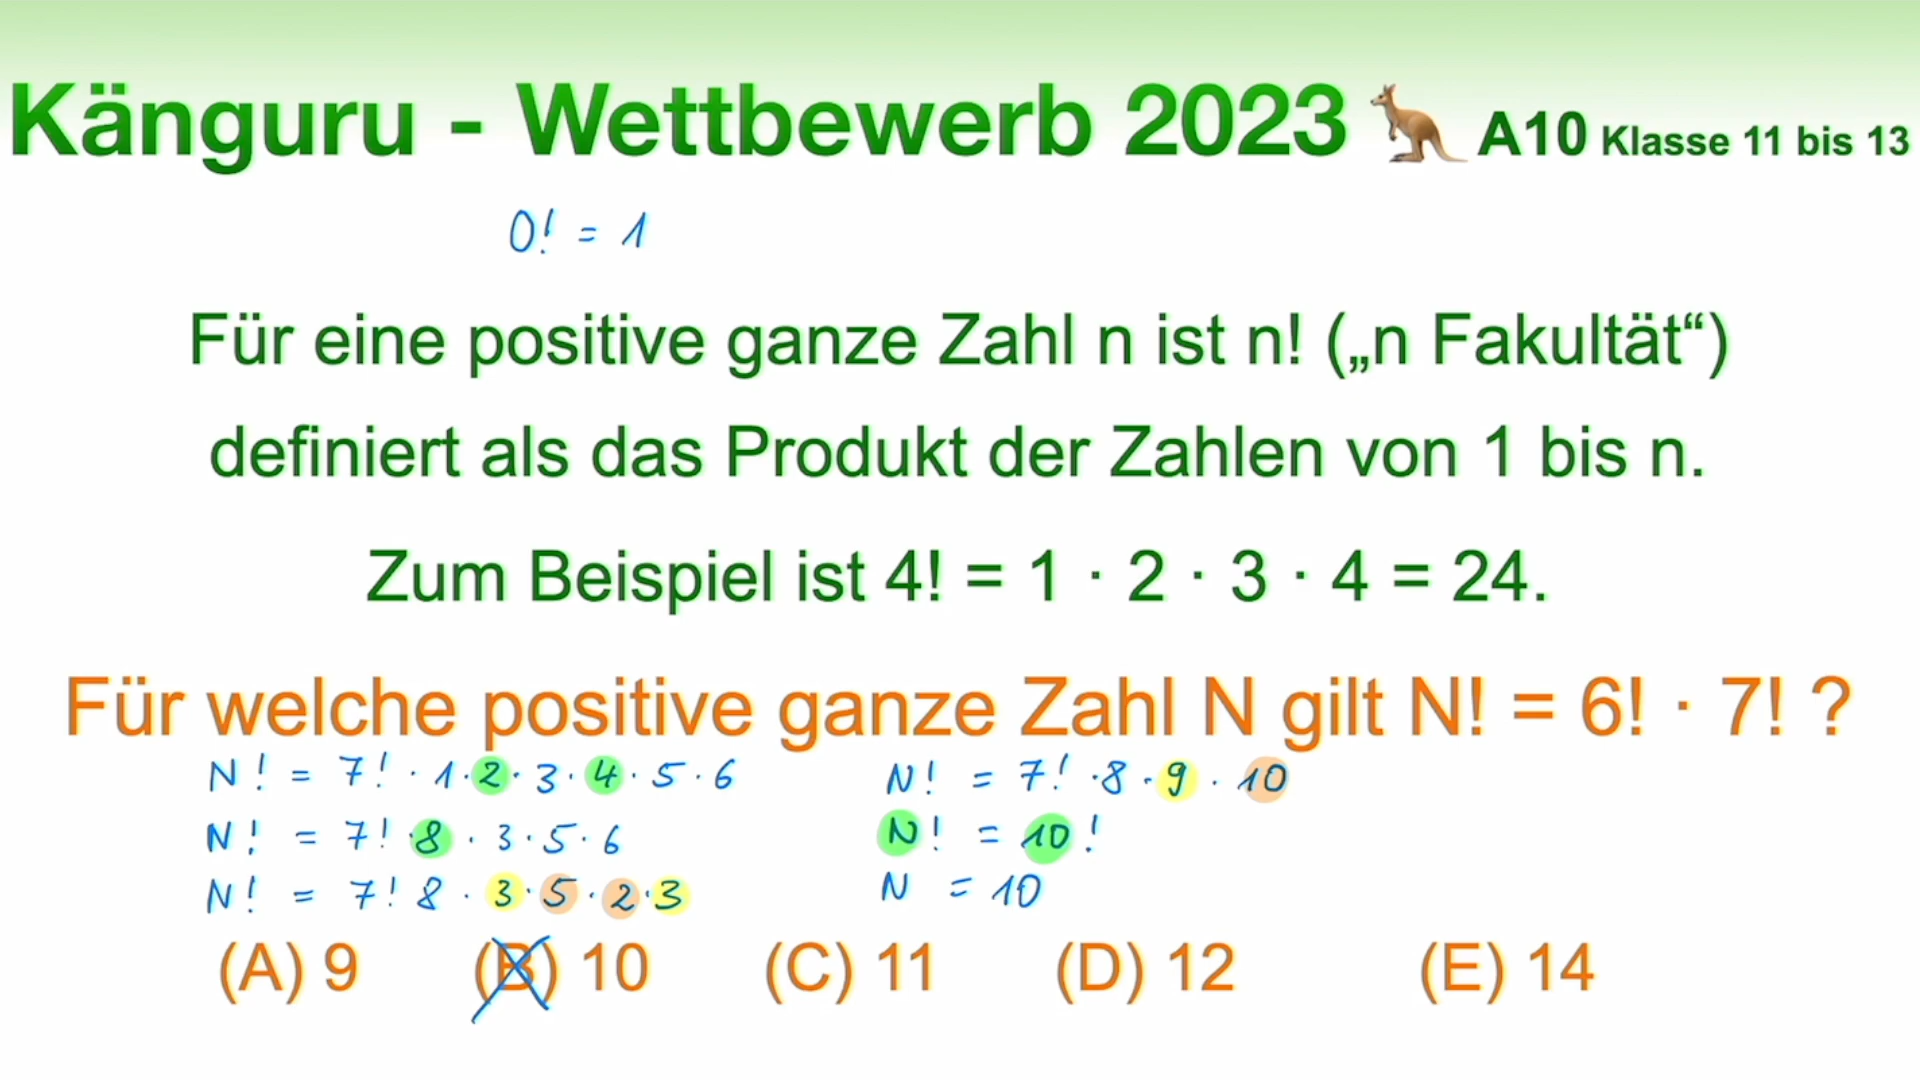 Känguru - Wettbewerb 2023 A10 Klasse 11 bis 13
0! = 1
Für eine positive ganze Zahl n ist n! („n Fakultät“)
definiert als das Produkt der Zahlen von 1 bis n.
Zum Beispiel ist 4! = 1 · 2 · 3 · 4 = 24.
Für welche positive ganze Zahl N gilt N! = 6! · 7! ?
N! = 7! · 1 · 2 · 3 · 4 · 5 · 6
N! = 7! · 8 · 3 · 5 · 6
N! = 7! 8 · 3 · 5 · 2 · 3
N! = 7! · 8 · 9 · 10
N! = 10!
N = 10
(A) 9 (B) 10 (C) 11 (D) 12 (E) 14